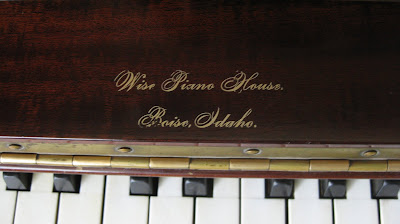 Wise Piano House.
Boise, Idaho.